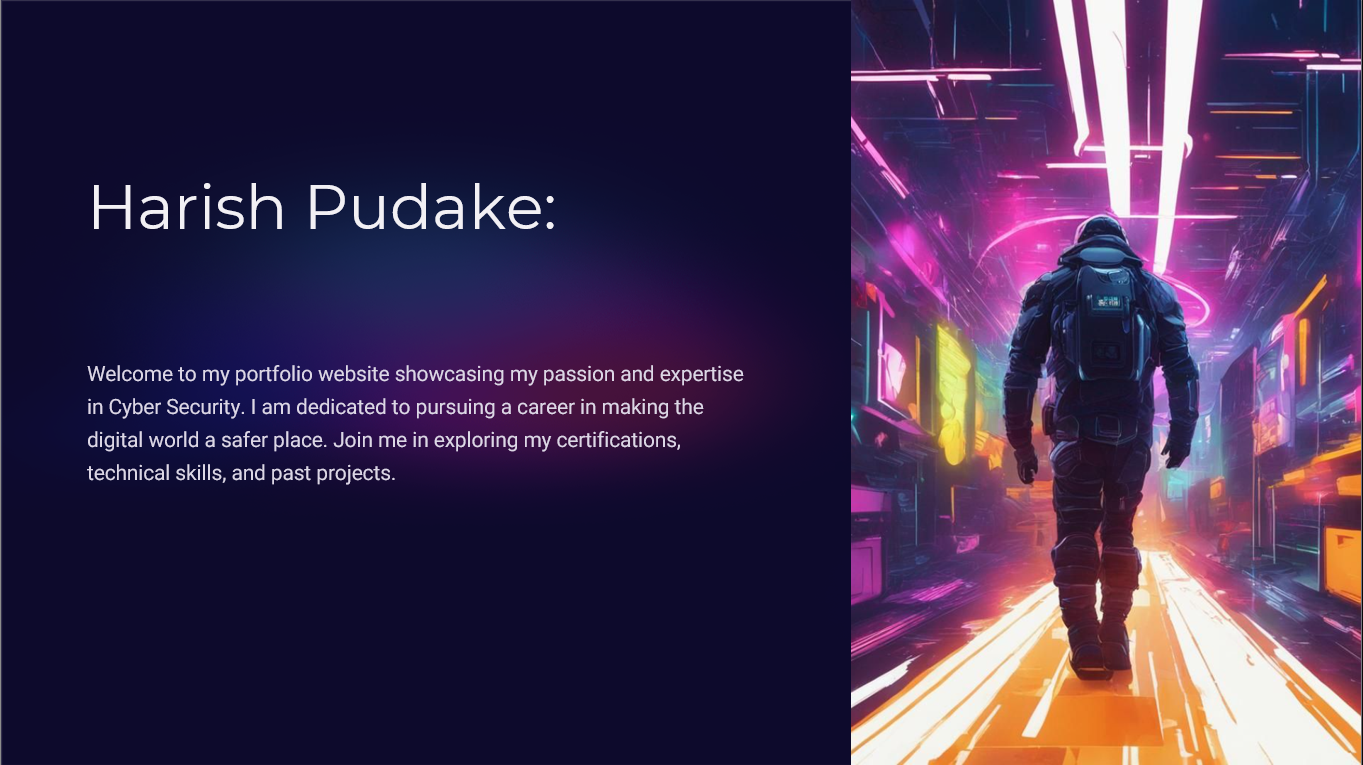 Harish Pudake:
Welcome to my portfolio website showcasing my passion and expertise
in Cyber Security. I am dedicated to pursuing a career in making the
digital world a safer place. Join me in exploring my certifications,
technical skills, and past projects.